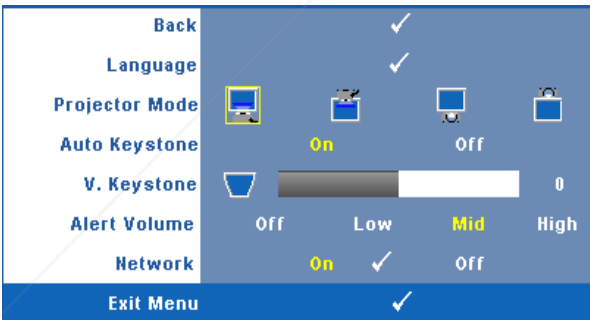 Back
Language
Projector Mode
Auto Keystone On Off
V. Keystone 0
Alert Volume Off Low Mid High
Network On Off
Exit Menu